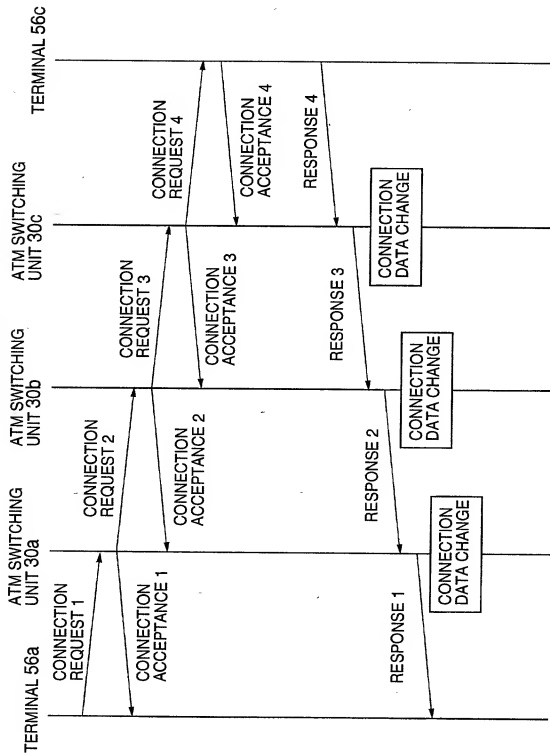 TERMINAL 56a
ATM SWITCHING
UNIT 30a
ATM SWITCHING
UNIT 30b
ATM SWITCHING
UNIT 30c
TERMINAL 56c
CONNECTION
REQUEST 1
CONNECTION
REQUEST 2
CONNECTION
REQUEST 3
CONNECTION
REQUEST 4
CONNECTION
ACCEPTANCE 1
CONNECTION
ACCEPTANCE 2
CONNECTION
ACCEPTANCE 3
CONNECTION
ACCEPTANCE 4
RESPONSE 4
CONNECTION
DATA CHANGE
RESPONSE 3
CONNECTION
DATA CHANGE
RESPONSE 2
CONNECTION
DATA CHANGE
RESPONSE 1